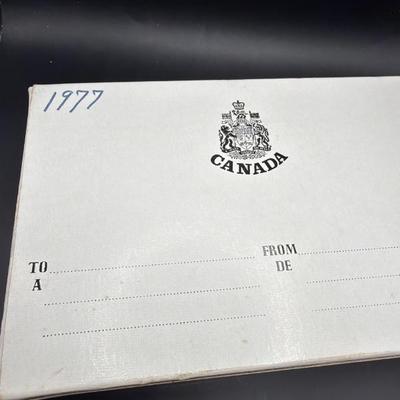 1977
CANADA
TO FROM
A DE